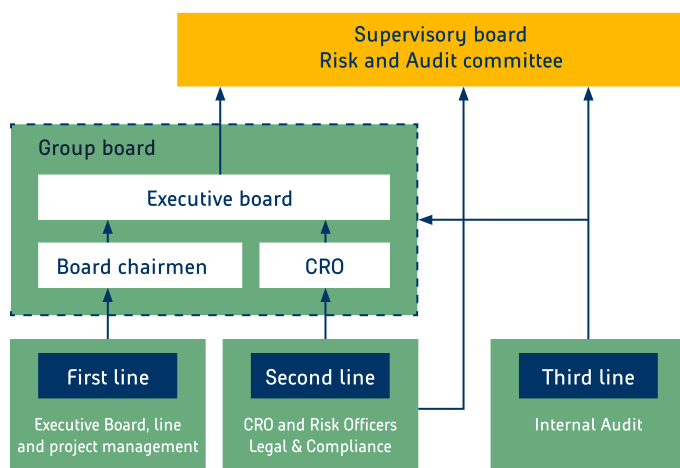 Supervisory board
Risk and Audit committee
Group board
Executive board
Board chairmen
CRO
First line
Executive Board, line
and project management
Second line
CRO and Risk Officers
Legal & Compliance
Third line
Internal Audit